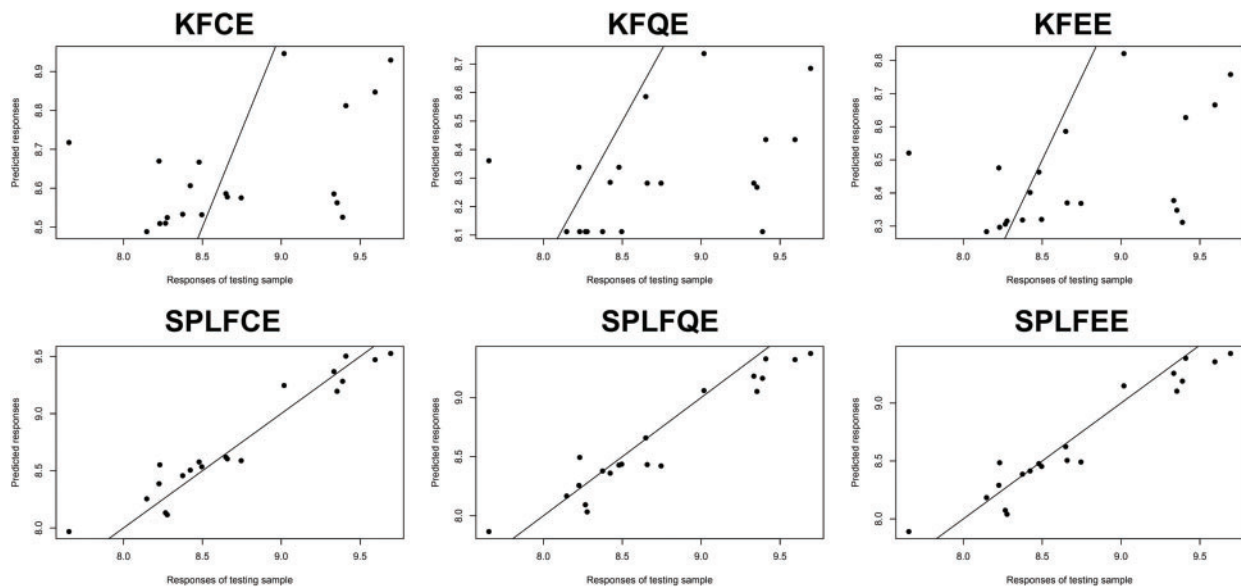 KFCE
KFQE
KFEE
Predicted responses
8.9
8.8
8.7
8.6
8.5
8.0 8.5 9.0 9.5
Responses of testing sample
Predicted responses
8.7
8.6
8.5
8.4
8.3
8.2
8.1
8.0 8.5 9.0 9.5
Responses of testing sample
Predicted responses
8.8
8.7
8.6
8.5
8.4
8.3
8.0 8.5 9.0 9.5
Responses of testing sample
SPLFCE
SPLFQE
SPLFEE
Predicted responses
9.5
9.0
8.5
8.0
8.0 8.5 9.0 9.5
Responses of testing sample
Predicted responses
9.0
8.5
8.0
8.0 8.5 9.0 9.5
Responses of testing sample
Predicted responses
9.0
8.5
8.0
8.0 8.5 9.0 9.5
Responses of testing sample